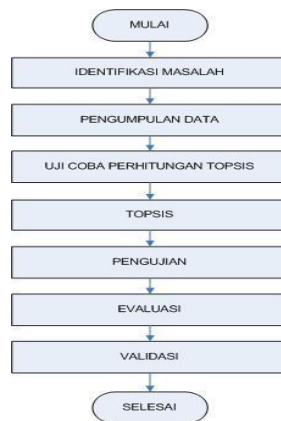 MULAI
IDENTIFIKASI MASALAH
PENGUMPULAN DATA
UJI COBA PERHITUNGAN TOPSIS
TOPSIS
PENGUJIAN
EVALUASI
VALIDASI
SELESAI